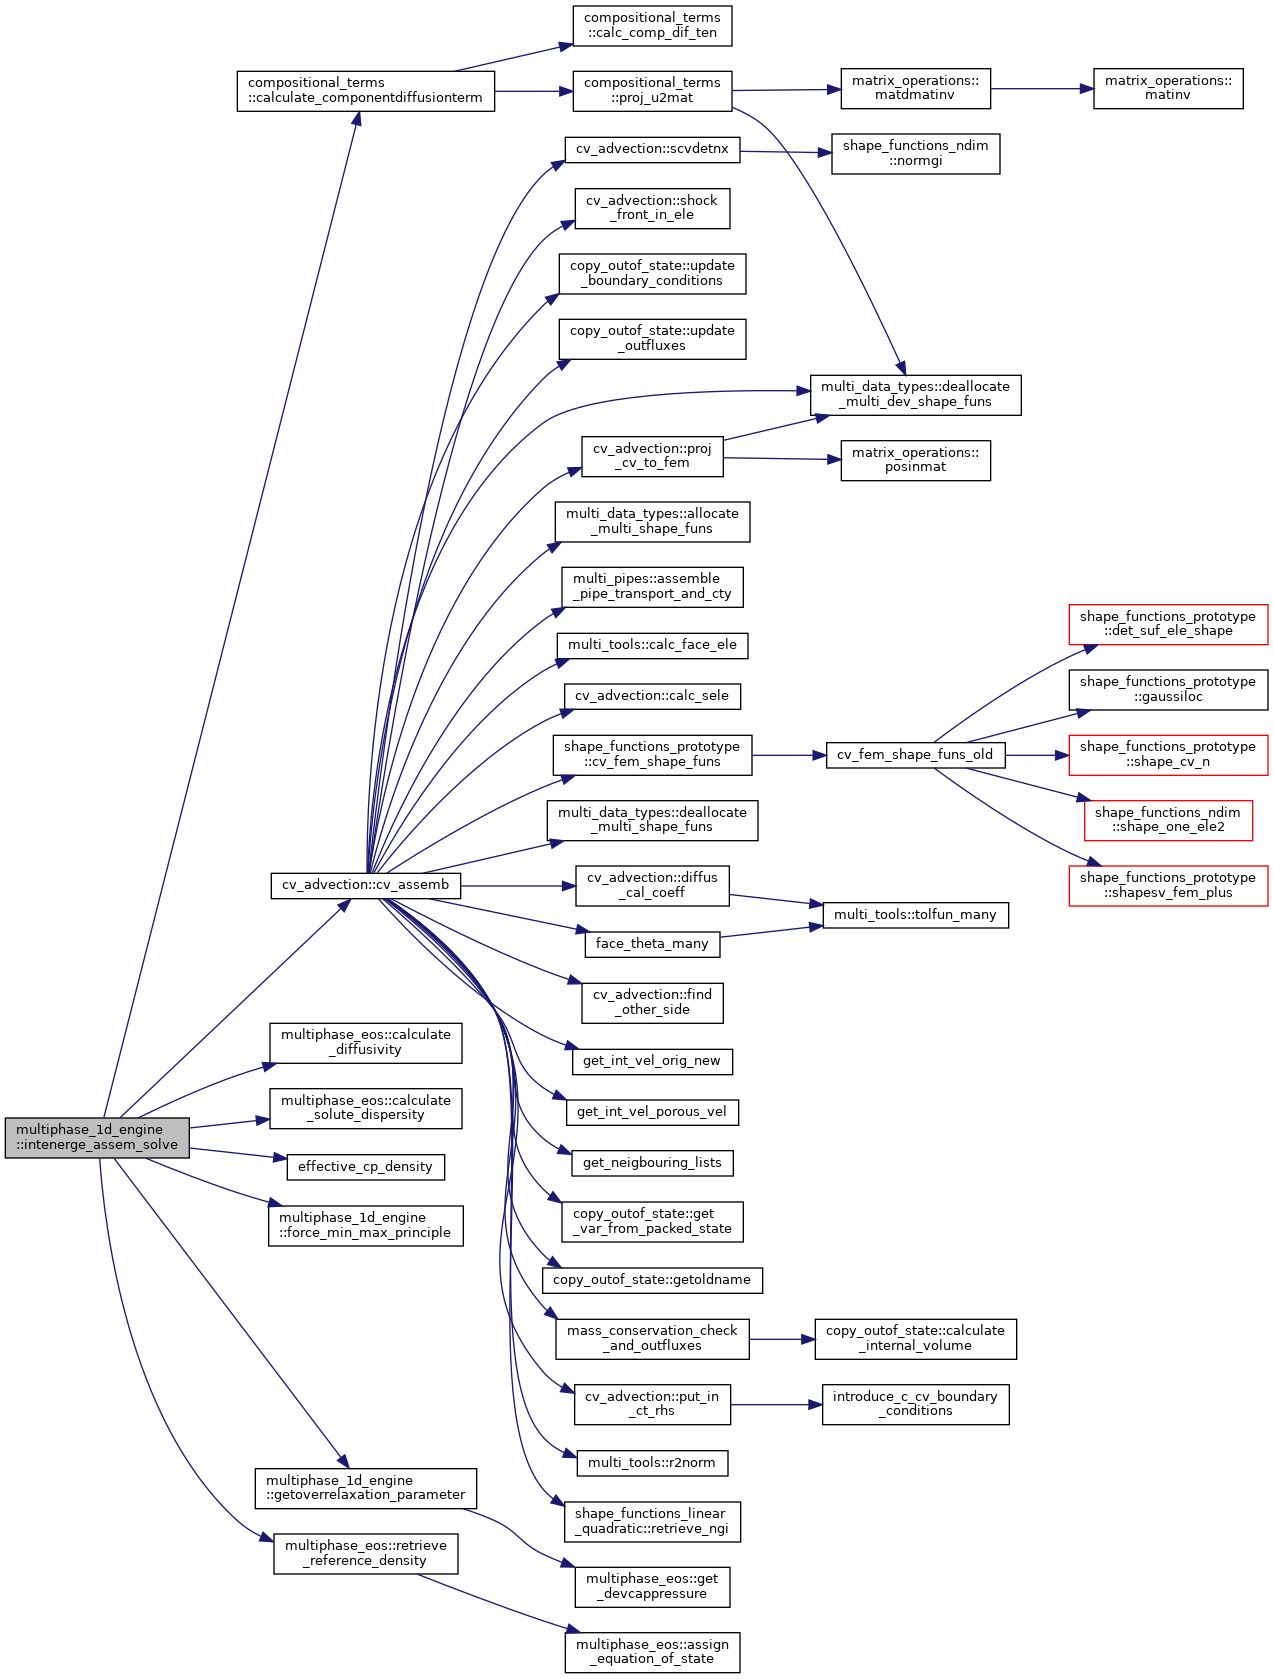 compositional_terms
::calc_comp_dif_ten
compositional_terms
::calculate_componentdiffusionterm
compositional_terms
::proj_u2mat
matrix_operations::
matdmatinv
matrix_operations::
matinv
cv_advection::scvdetnx
shape_functions_ndim
::normgi
cv_advection::shock
_front_in_ele
copy_outof_state::update
_boundary_conditions
copy_outof_state::update
_outfluxes
multi_data_types::deallocate
_multi_dev_shape_funs
cv_advection::proj
_cv_to_fem
matrix_operations::
posinmat
multi_data_types::allocate
_multi_shape_funs
multi_pipes::assemble
_pipe_transport_and_cty
shape_functions_prototype
::det_suf_ele_shape
multi_tools::calc_face_ele
cv_advection::calc_sele
shape_functions_prototype
::gaussiloc
shape_functions_prototype
::cv_fem_shape_funs
cv_fem_shape_funs_old
shape_functions_prototype
::shape_cv_n
multi_data_types::deallocate
_multi_shape_funs
shape_functions_ndim
::shape_one_ele2
cv_advection::cv_assemb
cv_advection::diffus
_cal_coeff
shape_functions_prototype
::shapesv_fem_plus
multi_tools::tolfun_many
face_theta_many
cv_advection::find
_other_side
multiphase_eos::calculate
_diffusivity
get_int_vel_orig_new
multiphase_eos::calculate
_solute_dispersity
get_int_vel_porous_vel
multiphase_1d_engine
::intenerge_assem_solve
effective_cp_density
get_neigbouring_lists
multiphase_1d_engine
::force_min_max_principle
copy_outof_state::get
_var_from_packed_state
copy_outof_state::getoldname
mass_conservation_check
_and_outfluxes
copy_outof_state::calculate
_internal_volume
cv_advection::put_in
_ct_rhs
introduce_c_cv_boundary
_conditions
multi_tools::r2norm
multiphase_1d_engine
::getoverrelaxation_parameter
shape_functions_linear
_quadratic::retrieve_ngi
multiphase_eos::retrieve
_reference_density
multiphase_eos::get
_devcappressure
multiphase_eos::assign
_equation_of_state